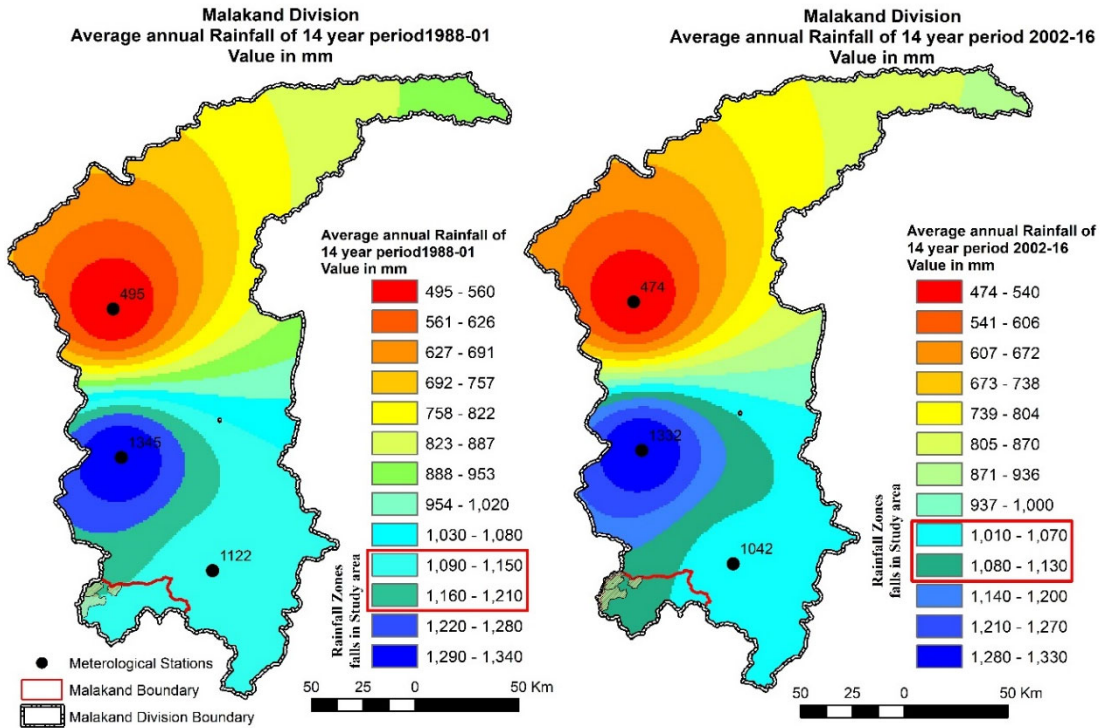 Malakand Division
Average annual Rainfall of 14 year period1988-01
Value in mm
495
1345
1122
Average annual Rainfall of
14 year period1988-01
Value in mm
495 - 560
561 - 626
627 - 691
692 - 757
758 - 822
823 - 887
888 - 953
954 - 1,020
1,030 - 1,080
1,090 - 1,150
1,160 - 1,210
1,220 - 1,280
1,290 - 1,340
Rainfall Zones
falls in Study area
Meterological Stations
Malakand Boundary
Malakand Division Boundary
50 25 0 50 Km
Malakand Division
Average annual Rainfall of 14 year period 2002-16
Value in mm
474
1332
1042
Average annual Rainfall of
14 year period 2002-16
Value in mm
474 - 540
541 - 606
607 - 672
673 - 738
739 - 804
805 - 870
871 - 936
937 - 1,000
1,010 - 1,070
1,080 - 1,130
1,140 - 1,200
1,210 - 1,270
1,280 - 1,330
Rainfall Zones
falls in Study area
50 25 0 50 Km